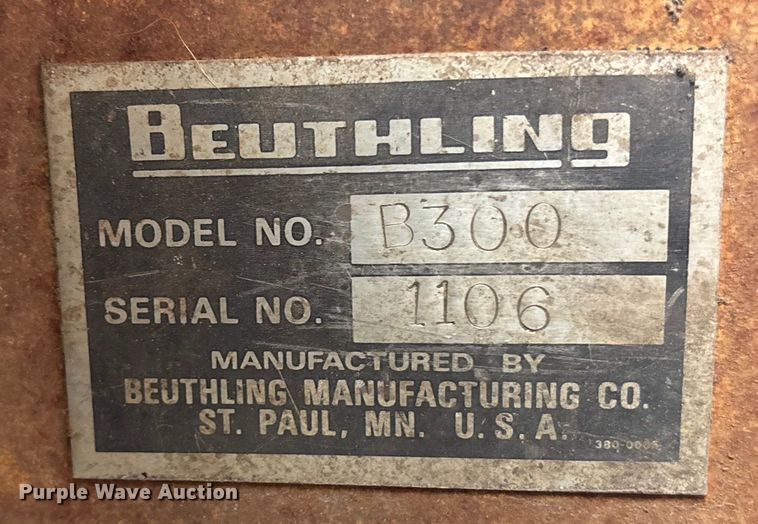 BEUTHLING
MODEL NO. B300
SERIAL NO. 1106
MANUFACTURED BY
BEUTHLING MANUFACTURING CO.
ST. PAUL, MN. U.S.A.
Purple Wave Auction